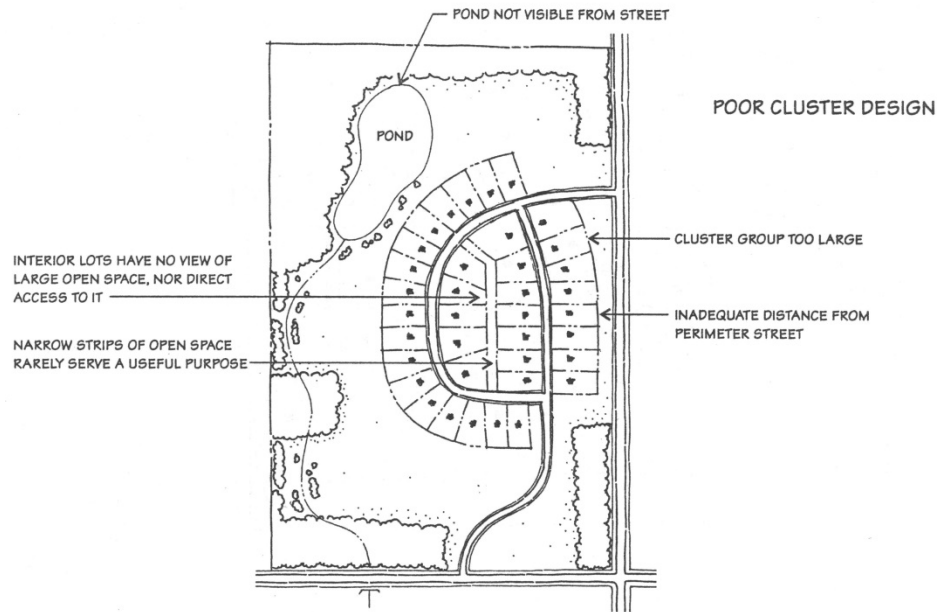 POND NOT VISIBLE FROM STREET
POOR CLUSTER DESIGN
POND
CLUSTER GROUP TOO LARGE
INTERIOR LOTS HAVE NO VIEW OF
LARGE OPEN SPACE, NOR DIRECT
ACCESS TO IT
INADEQUATE DISTANCE FROM
PERIMETER STREET
NARROW STRIPS OF OPEN SPACE
RARELY SERVE A USEFUL PURPOSE